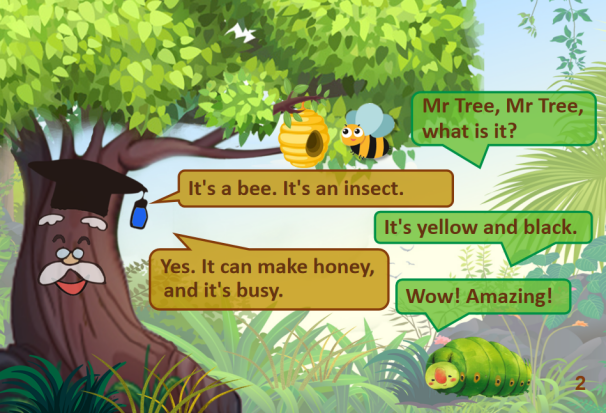 Mr Tree, Mr Tree,
what is it?
It's a bee. It's an insect.
It's yellow and black.
Yes. It can make honey,
and it's busy.
Wow! Amazing!
2